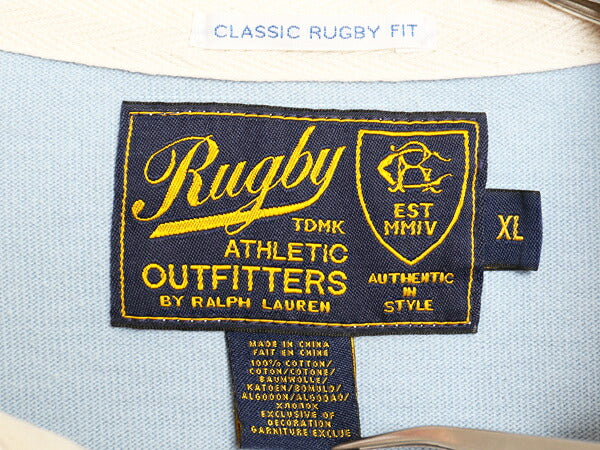 CLASSIC RUGBY FIT
Rugby
TDMK
ATHLETIC
OUTFITTERS
BY RALPH LAUREN
EST
MMIV
AUTHENTIC
IN
STYLE
XL
MADE IN CHINA
FAIT EN CHINE
100% COTTON/
COTON/COTONE/
BAUMWOLLE/
KATOEN/BOMULD/
ALGODON/ALGODAO/
ХЛОПОК
EXCLUSIVE OF
DECORATION
GARNITURE EXCLUE